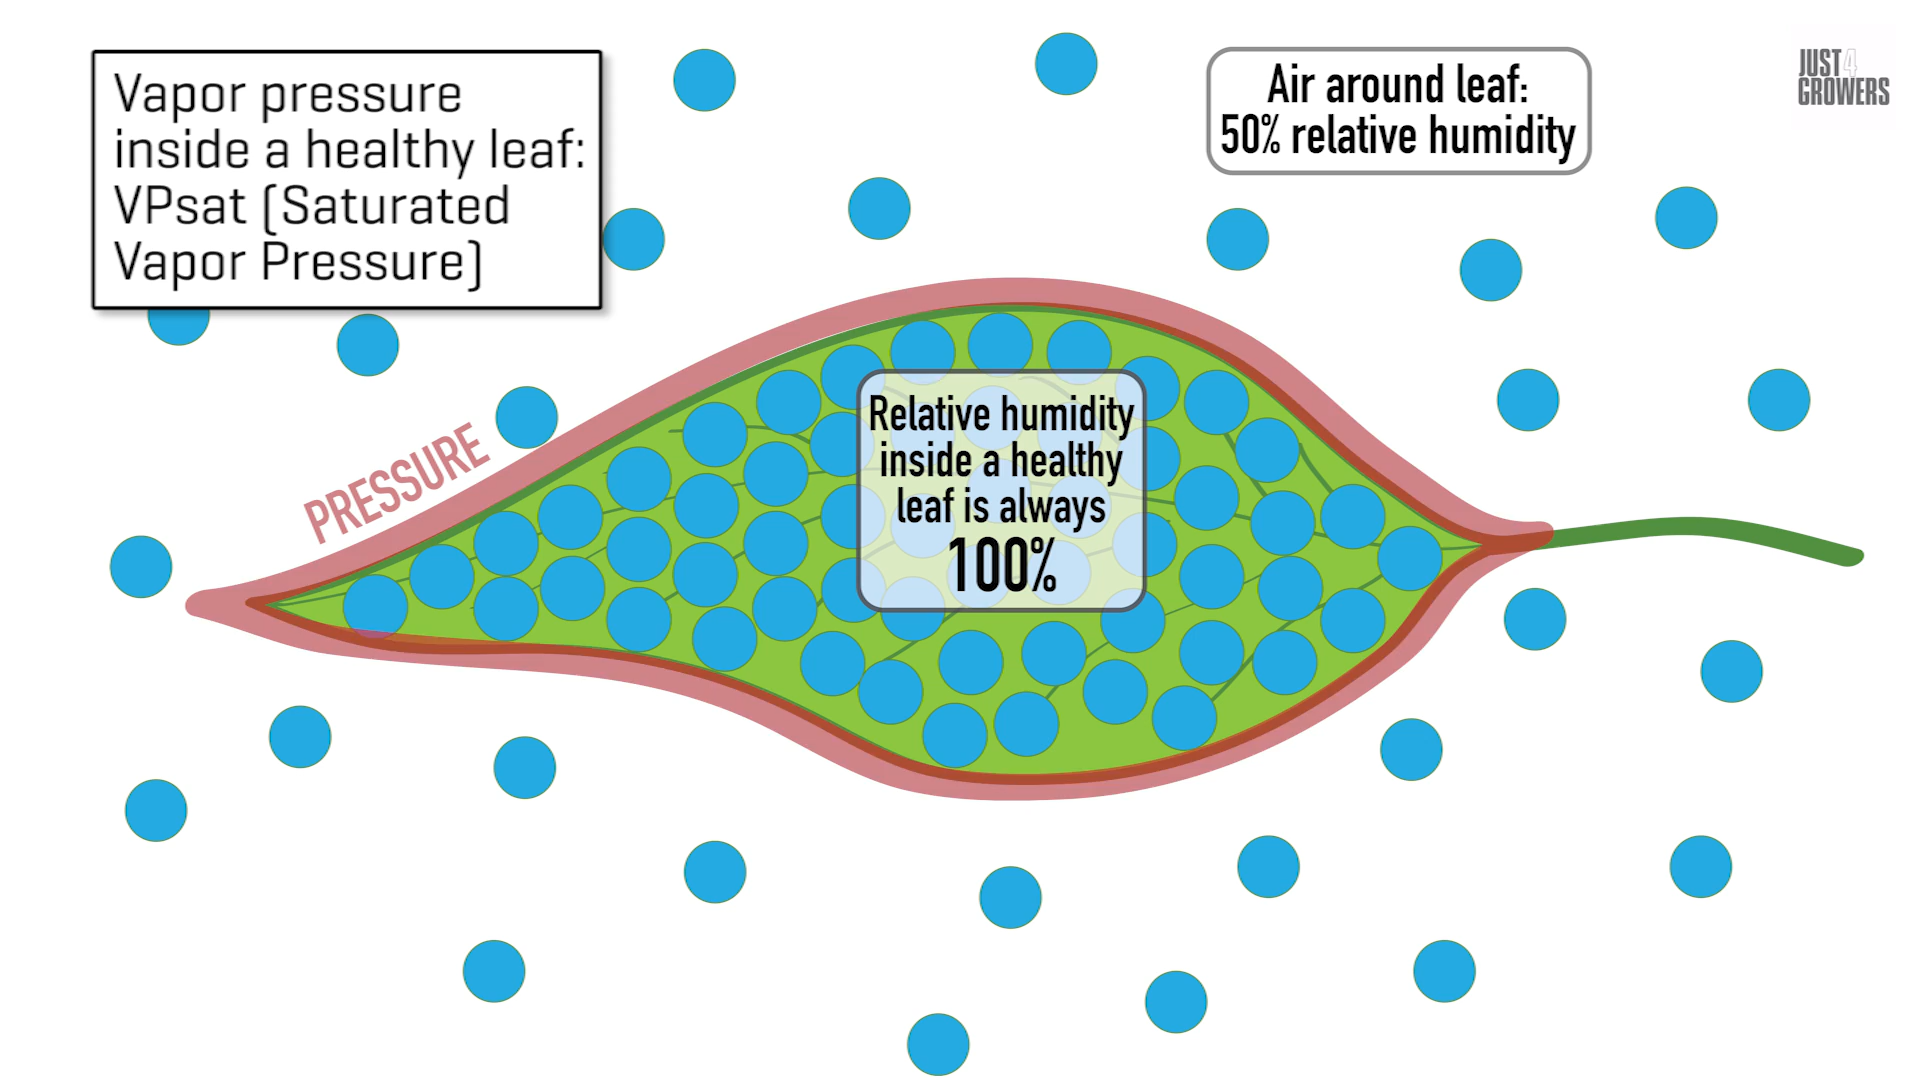 Vapor pressure
inside a healthy leaf:
VPsat (Saturated
Vapor Pressure)
Air around leaf:
50% relative humidity
JUST4
GROWERS
PRESSURE
Relative humidity
inside a healthy
leaf is always
100%